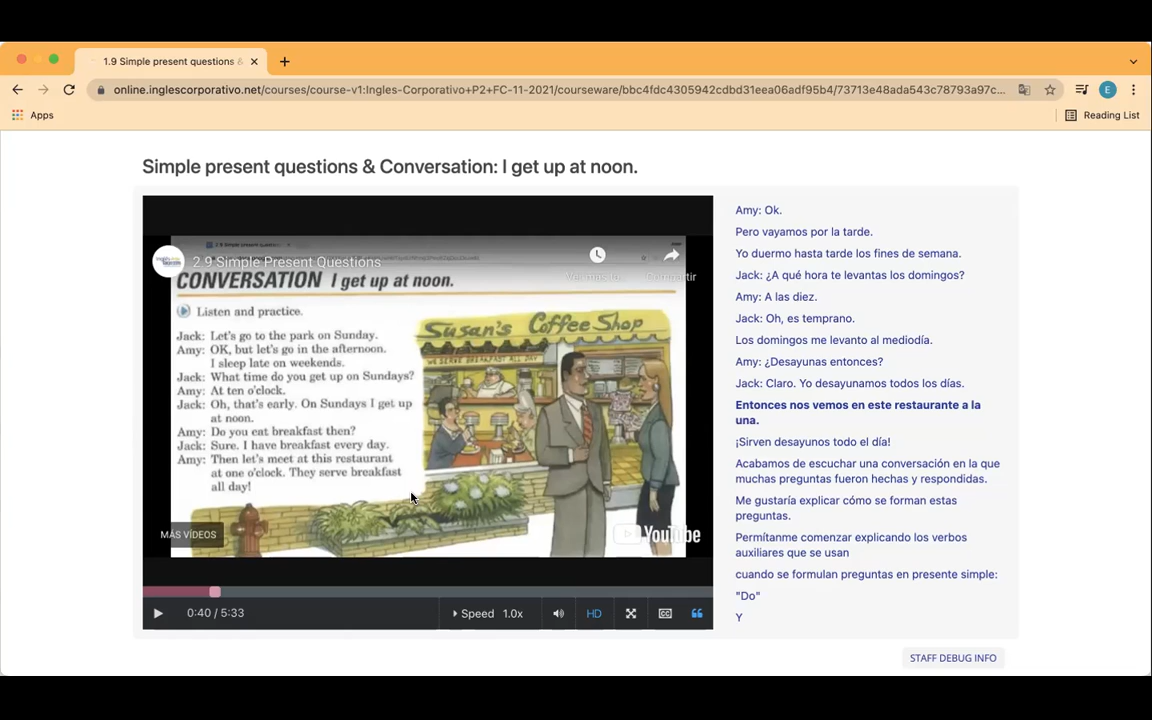 1.9 Simple present questions &
online.inglescorporativo.net/courses/course-v1:Ingles-Corporativo+P2+FC-11-2021/courseware/bbc4fdc4305942cdbd31eea06adf95b4/73713e48ada543c78793a97c...
E
Apps
Reading List
Simple present questions & Conversation: I get up at noon.
2.9 Simple Present Questions
CONVERSATION I get up at noon.
Listen and practice.
Jack: Let's go to the park on Sunday.
Amy: OK, but let's go in the afternoon.
I sleep late on weekends.
Jack: What time do you get up on Sundays?
Amy: At ten o'clock.
Jack: Oh, that's early. On Sundays I get up
at noon.
Amy: Do you eat breakfast then?
Jack: Sure. I have breakfast every day.
Amy: Then let's meet at this restaurant
at one o'clock. They serve breakfast
all day!
Susan's Coffee Shop
WE SERVE BREAKFAST ALL DAY
MÁS VÍDEOS
YouTube
0:40 / 5:33
Speed 1.0x
HD
CC
Amy: Ok.
Pero vayamos por la tarde.
Yo duermo hasta tarde los fines de semana.
Jack: ¿A qué hora te levantas los domingos?
Amy: A las diez.
Jack: Oh, es temprano.
Los domingos me levanto al mediodía.
Amy: ¿Desayunas entonces?
Jack: Claro. Yo desayunamos todos los días.
Entonces nos vemos en este restaurante a la
una.
¡Sirven desayunos todo el día!
Acabamos de escuchar una conversación en la que
muchas preguntas fueron hechas y respondidas.
Me gustaría explicar cómo se forman estas
preguntas.
Permítanme comenzar explicando los verbos
auxiliares que se usan
cuando se formulan preguntas en presente simple:
"Do"
Y
STAFF DEBUG INFO